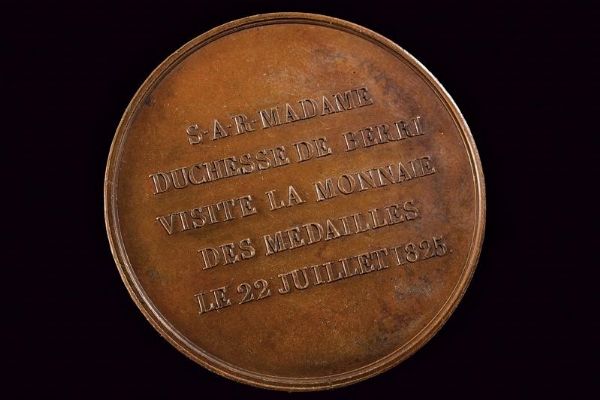 S-A-R-MADAME
DUCHESSE DE BERRI
VISITE LA MONNAIE
DES MEDAILLES
LE 22 JUILLET 1825.